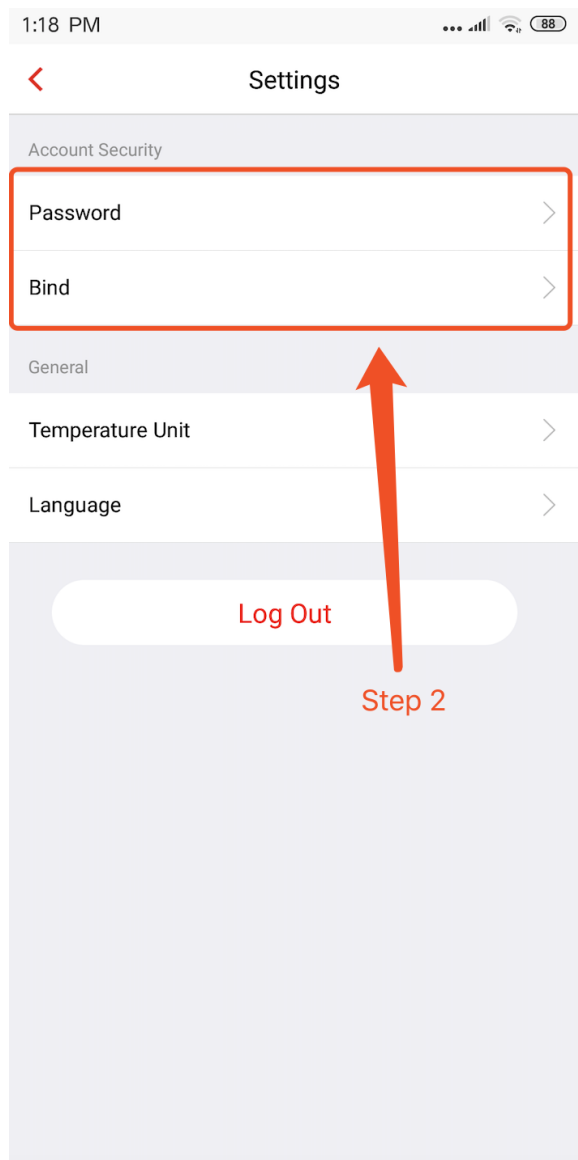 1:18 PM 88
Settings
Account Security
Password
Bind
General
Temperature Unit
Language
Log Out
Step 2